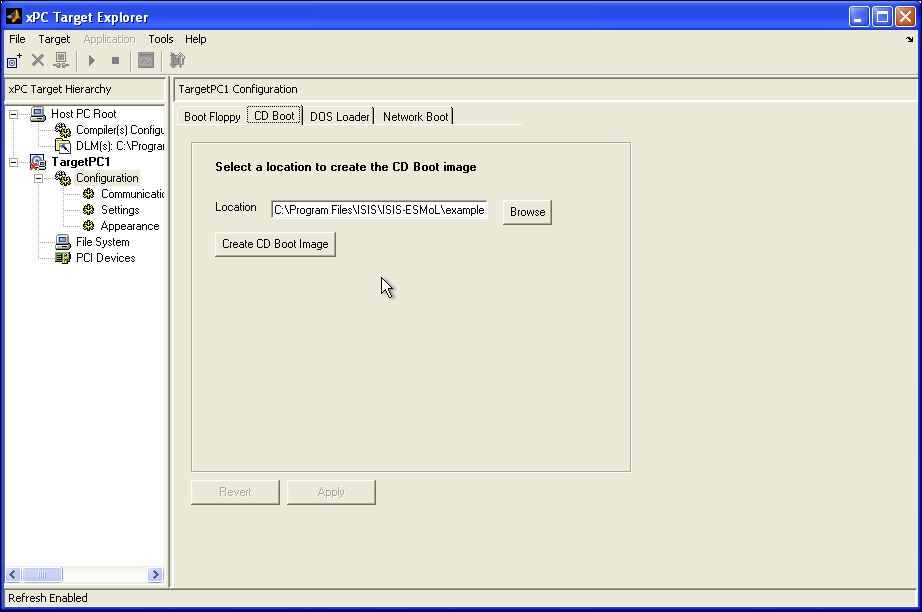 xPC Target Explorer
File Target Application Tools Help
xPC Target Hierarchy
TargetPC1 Configuration
Host PC Root
Compiler(s) Configu
DLM(s): C:\Program
TargetPC1
Configuration
Communicatio
Settings
Appearance
File System
PCI Devices
Boot Floppy CD Boot DOS Loader Network Boot
Select a location to create the CD Boot image
Location C:\Program Files\ISIS\ISIS-ESMoL\example Browse
Create CD Boot Image
Revert Apply
Refresh Enabled